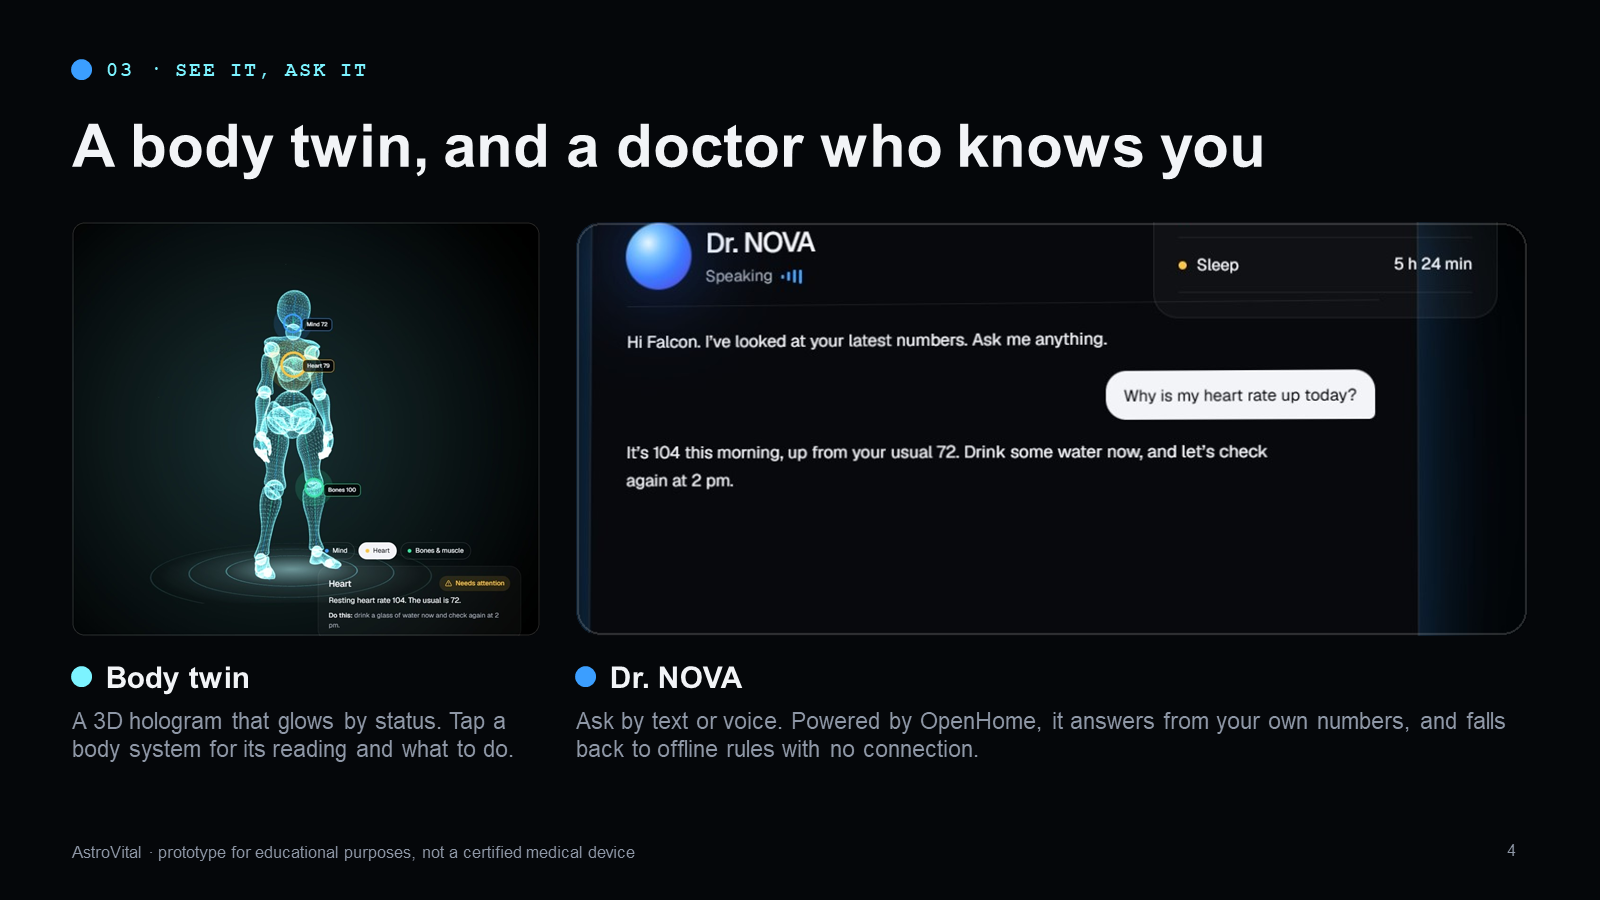 03 · SEE IT, ASK IT
A body twin, and a doctor who knows you
Mind 72
Heart 79
Bones 100
Mind
Heart
Bones & muscle
Heart
Needs attention
Resting heart rate 104. The usual is 72.
Do this: drink a glass of water now and check again at 2
pm.
Dr. NOVA
Speaking
Sleep
5 h 24 min
Hi Falcon. I've looked at your latest numbers. Ask me anything.
Why is my heart rate up today?
It's 104 this morning, up from your usual 72. Drink some water now, and let's check
again at 2 pm.
Body twin
A 3D hologram that glows by status. Tap a
body system for its reading and what to do.
Dr. NOVA
Ask by text or voice. Powered by OpenHome, it answers from your own numbers, and falls
back to offline rules with no connection.
AstroVital · prototype for educational purposes, not a certified medical device
4